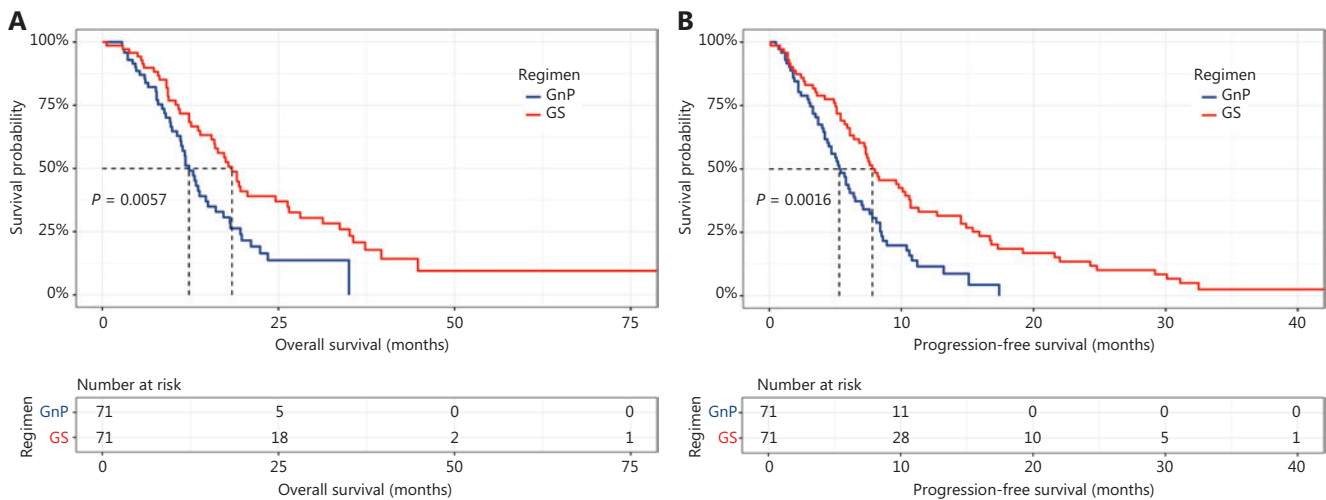 A
100%
75%
50%
25%
0%
Survival probability
Regimen
GnP
GS
P = 0.0057
0 25 50 75
Overall survival (months)
Number at risk
Regimen
GnP 71 5 0 0
GS 71 18 2 1
0 25 50 75
Overall survival (months)
B
100%
75%
50%
25%
0%
Survival probability
Regimen
GnP
GS
P = 0.0016
0 10 20 30 40
Progression-free survival (months)
Number at risk
Regimen
GnP 71 11 0 0 0
GS 71 28 10 5 1
0 10 20 30 40
Progression-free survival (months)